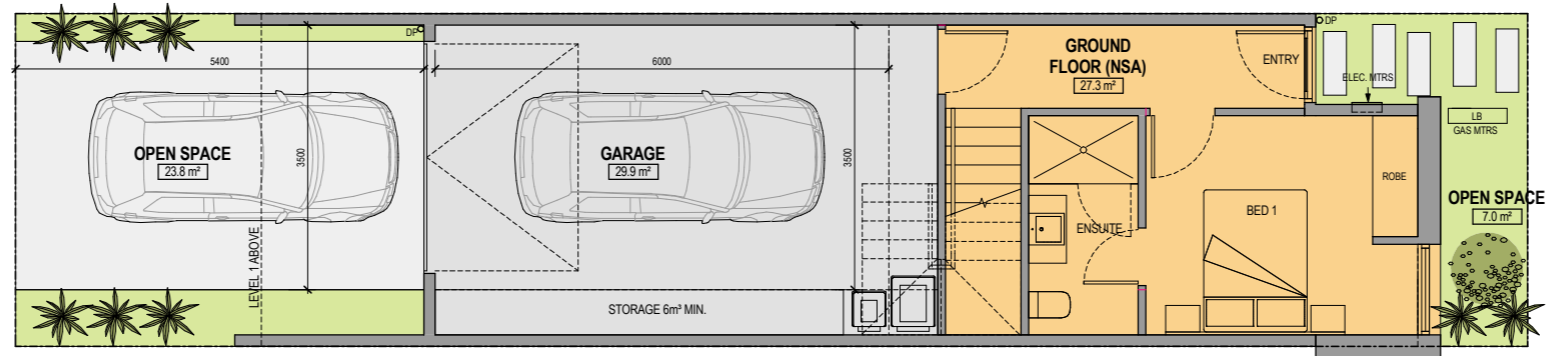 DP
5400
OPEN SPACE
23.8 m²
3500
LEVEL 1 ABOVE
6000
GARAGE
29.9 m²
3500
STORAGE 6m³ MIN.
GROUND
FLOOR (NSA)
27.3 m²
ENTRY
ENSUITE
BED 1
ROBE
DP
ELEC. MTRS
LB
GAS MTRS
OPEN SPACE
7.0 m²